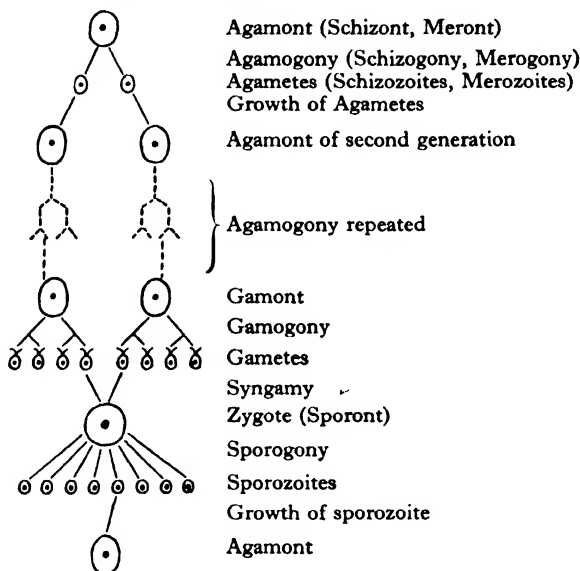 Agamont (Schizont, Meront)
Agamogony (Schizogony, Merogony)
Agametes (Schizozoites, Merozoites)
Growth of Agametes
Agamont of second generation
Agamogony repeated
Gamont
Gamogony
Gametes
Syngamy
Zygote (Sporont)
Sporogony
Sporozoites
Growth of sporozoite
Agamont